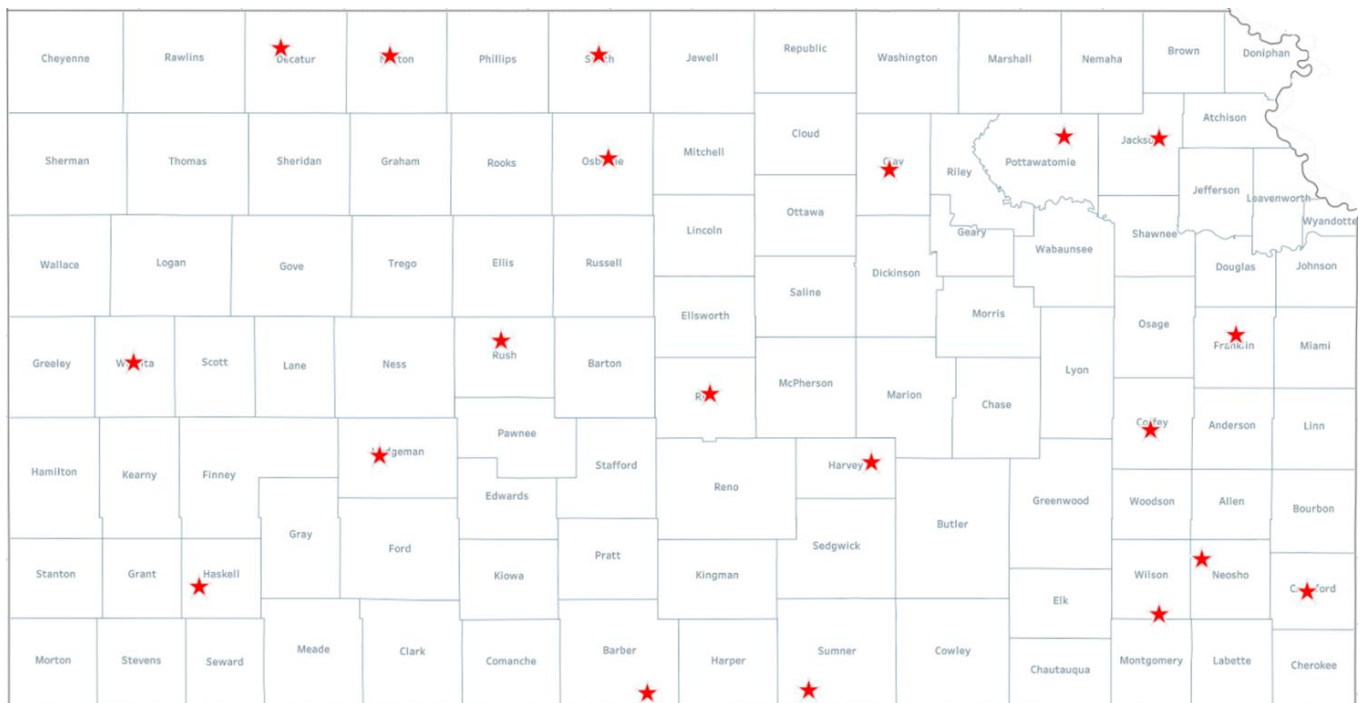 Cheyenne
Rawlins
Decatur
Phillips
Jewell
Republic
Washington
Marshall
Nemaha
Brown
Doniphan
Sherman
Thomas
Sheridan
Graham
Rooks
Mitchell
Cloud
Riley
Pottawatomie
Atchison
Jefferson
Leavenworth
Wyandotte
Ottawa
Lincoln
Geary
Wabaunsee
Shawnee
Wallace
Logan
Gove
Trego
Ellis
Russell
Saline
Dickinson
Douglas
Johnson
Ellsworth
Morris
Osage
Greeley
Scott
Lane
Ness
Rush
Barton
McPherson
Marion
Chase
Lyon
Franklin
Miami
Hamilton
Kearny
Finney
Pawnee
Stafford
Edwards
Reno
Harvey
Butler
Greenwood
Woodson
Anderson
Linn
Allen
Bourbon
Stanton
Grant
Haskell
Gray
Ford
Kiowa
Pratt
Kingman
Sedgwick
Elk
Wilson
Neosho
Morton
Stevens
Seward
Meade
Clark
Comanche
Barber
Harper
Sumner
Cowley
Chautauqua
Montgomery
Labette
Cherokee